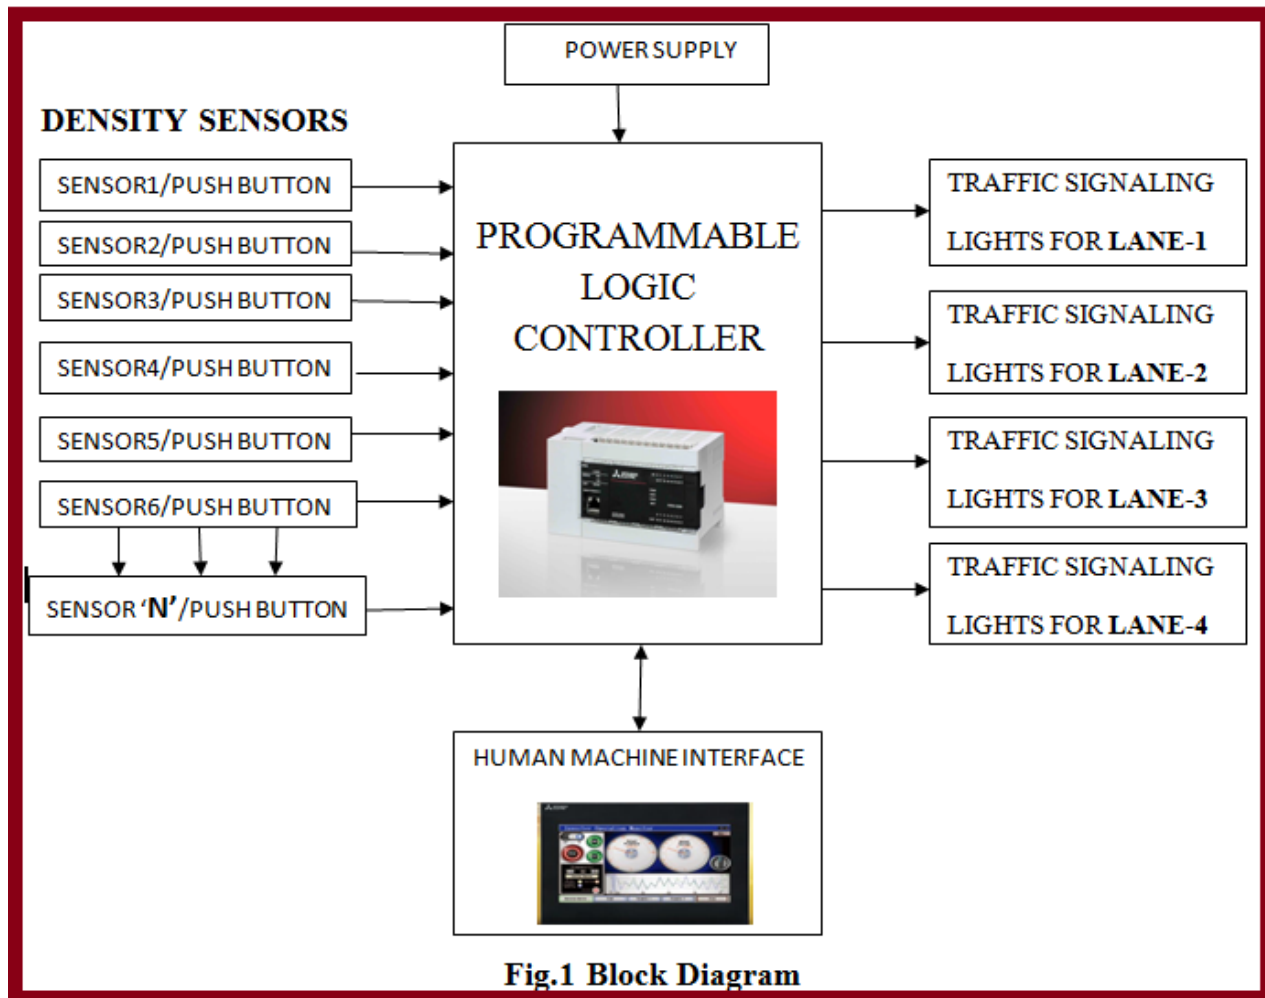 POWER SUPPLY
DENSITY SENSORS
SENSOR1/PUSH BUTTON
SENSOR2/PUSH BUTTON
SENSOR3/PUSH BUTTON
SENSOR4/PUSH BUTTON
SENSOR5/PUSH BUTTON
SENSOR6/PUSH BUTTON
SENSOR ‘N’/PUSH BUTTON
PROGRAMMABLE
LOGIC
CONTROLLER
TRAFFIC SIGNALING
LIGHTS FOR LANE-1
TRAFFIC SIGNALING
LIGHTS FOR LANE-2
TRAFFIC SIGNALING
LIGHTS FOR LANE-3
TRAFFIC SIGNALING
LIGHTS FOR LANE-4
HUMAN MACHINE INTERFACE
Fig.1 Block Diagram